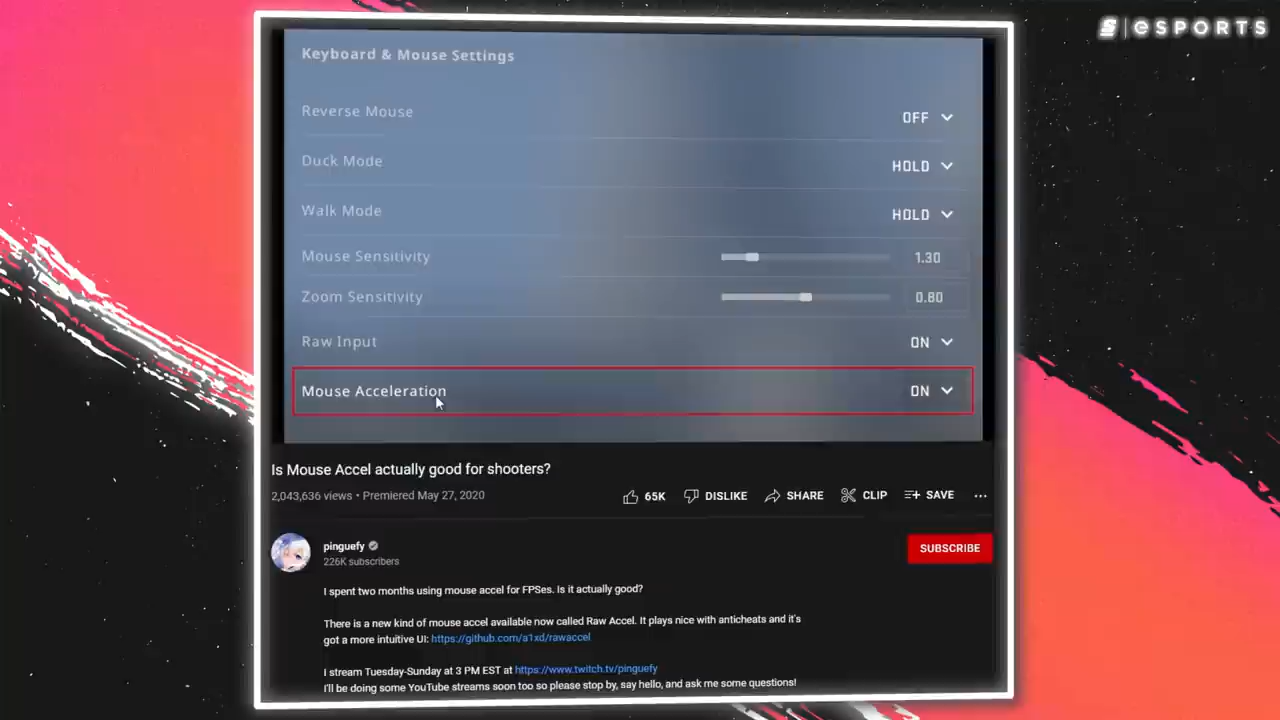 ESPORTS
Keyboard & Mouse Settings
Reverse Mouse OFF
Duck Mode HOLD
Walk Mode HOLD
Mouse Sensitivity 1.30
Zoom Sensitivity 0.80
Raw Input ON
Mouse Acceleration ON
Is Mouse Accel actually good for shooters?
2,043,636 views • Premiered May 27, 2020 65K DISLIKE SHARE CLIP SAVE
pinguefy
226K subscribers SUBSCRIBE
I spent two months using mouse accel for FPSes. Is it actually good?
There is a new kind of mouse accel available now called Raw Accel. It plays nice with anticheats and it's
got a more intuitive UI: https://github.com/a1xd/rawaccel
I stream Tuesday-Sunday at 3 PM EST at https://www.twitch.tv/pinguefy
I'll be doing some YouTube streams soon too so please stop by, say hello, and ask me some questions!